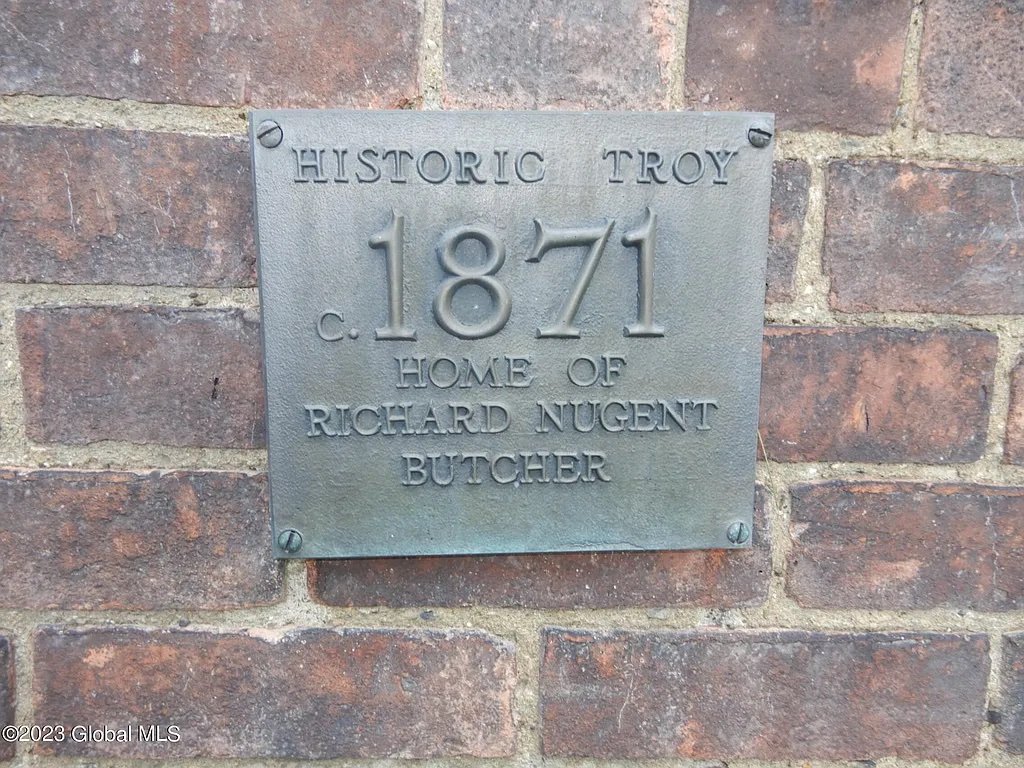 HISTORIC TROY
C. 1871
HOME OF
RICHARD NUGENT
BUTCHER
©2023 Global MLS